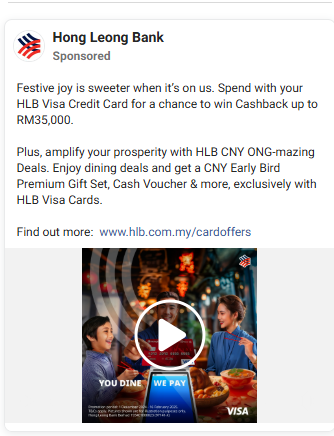 Hong Leong Bank
Sponsored
Festive joy is sweeter when it's on us. Spend with your
HLB Visa Credit Card for a chance to win Cashback up to
RM35,000.
Plus, amplify your prosperity with HLB CNY ONG-mazing
Deals. Enjoy dining deals and get a CNY Early Bird
Premium Gift Set, Cash Voucher & more, exclusively with
HLB Visa Cards.
Find out more: www.hlb.com.my/cardoffers
YOU DINE WE PAY
VISA